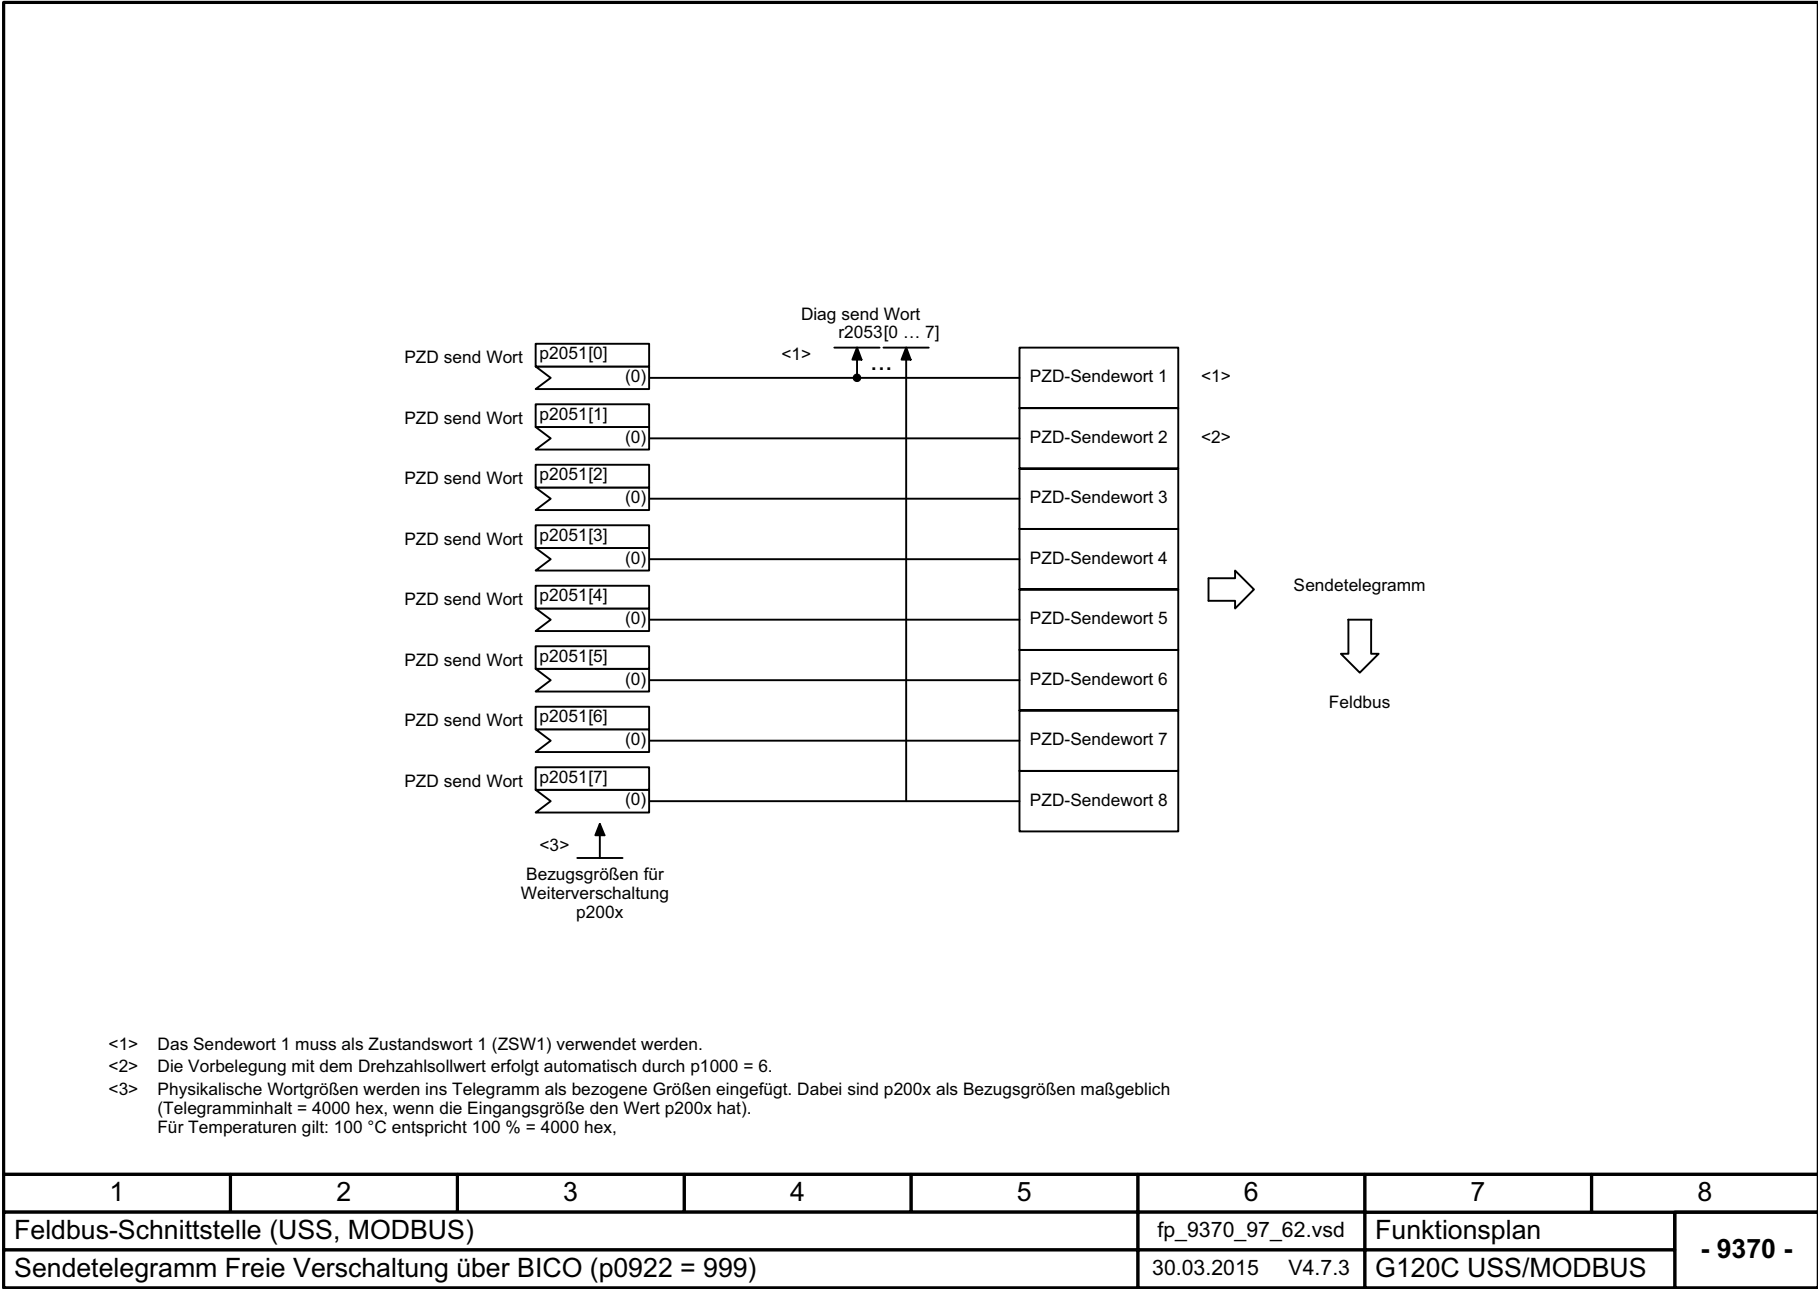 Diag send Wort
r2053[0 … 7]
<1>
...
PZD send Wort p2051[0]
(0)
PZD-Sendewort 1 <1>
PZD send Wort p2051[1]
(0)
PZD-Sendewort 2 <2>
PZD send Wort p2051[2]
(0)
PZD-Sendewort 3
PZD send Wort p2051[3]
(0)
PZD-Sendewort 4
PZD send Wort p2051[4]
(0)
PZD-Sendewort 5
PZD send Wort p2051[5]
(0)
PZD-Sendewort 6
PZD send Wort p2051[6]
(0)
PZD-Sendewort 7
PZD send Wort p2051[7]
(0)
PZD-Sendewort 8
Sendetelegramm
Feldbus
<3>
Bezugsgrößen für
Weiterverschaltung
p200x
<1> Das Sendewort 1 muss als Zustandswort 1 (ZSW1) verwendet werden.
<2> Die Vorbelegung mit dem Drehzahlsollwert erfolgt automatisch durch p1000 = 6.
<3> Physikalische Wortgrößen werden ins Telegramm als bezogene Größen eingefügt. Dabei sind p200x als Bezugsgrößen maßgeblich
(Telegramminhalt = 4000 hex, wenn die Eingangsgröße den Wert p200x hat).
Für Temperaturen gilt: 100 °C entspricht 100 % = 4000 hex,
1 2 3 4 5 6 7 8
Feldbus-Schnittstelle (USS, MODBUS) fp_9370_97_62.vsd Funktionsplan
- 9370 -
Sendetelegramm Freie Verschaltung über BICO (p0922 = 999) 30.03.2015 V4.7.3 G120C USS/MODBUS